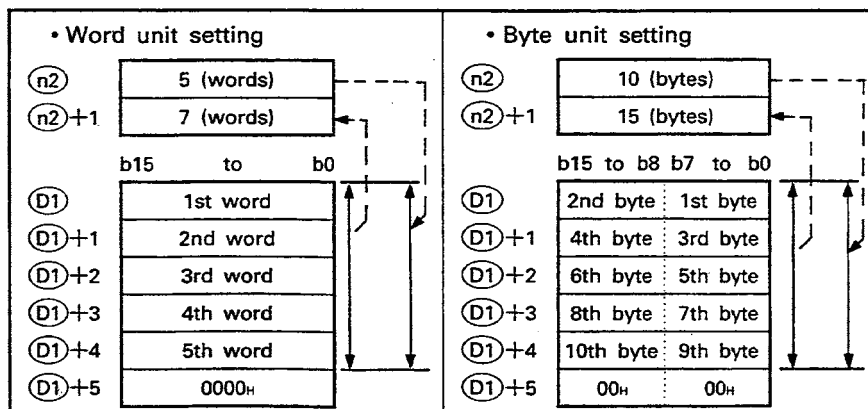 • Word unit setting
n2 5 (words)
n2+1 7 (words)
b15 to b0
D1 1st word
D1+1 2nd word
D1+2 3rd word
D1+3 4th word
D1+4 5th word
D1+5 0000H
• Byte unit setting
n2 10 (bytes)
n2+1 15 (bytes)
b15 to b8 b7 to b0
D1 2nd byte 1st byte
D1+1 4th byte 3rd byte
D1+2 6th byte 5th byte
D1+3 8th byte 7th byte
D1+4 10th byte 9th byte
D1+5 00H 00H